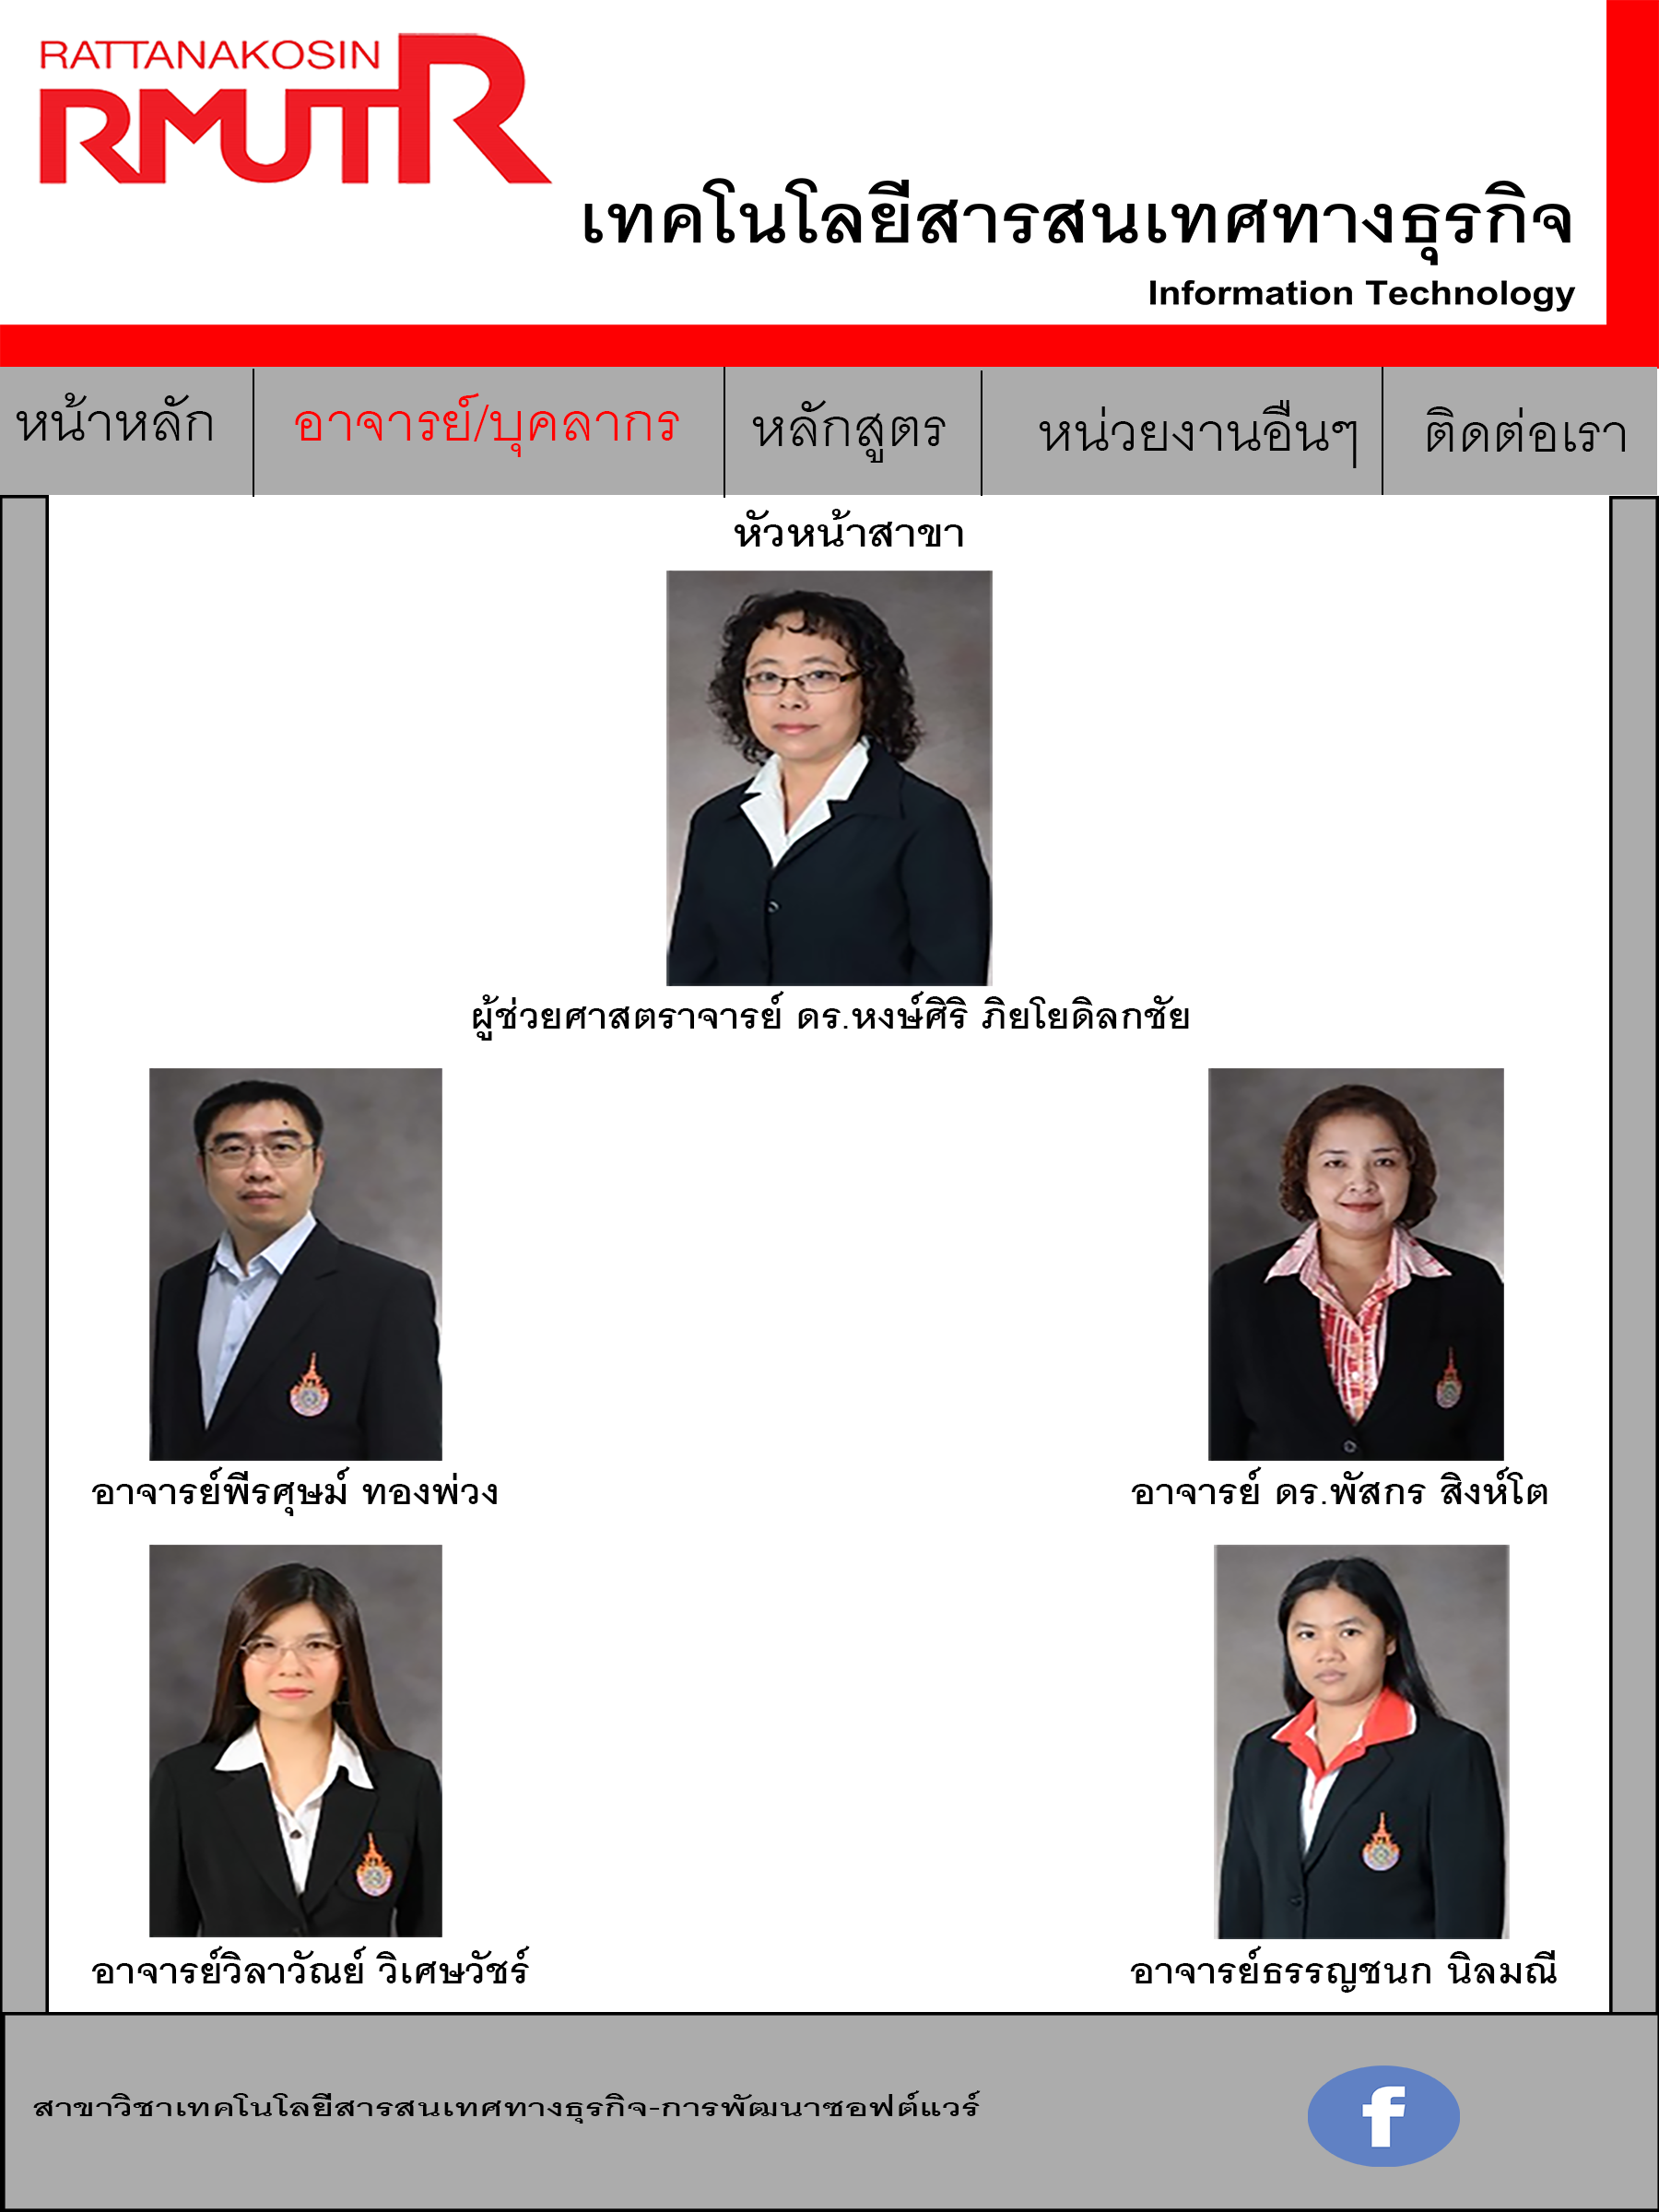 RATTANAKOSIN
RMUTR
เทคโนโลยีสารสนเทศทางธุรกิจ
Information Technology
หน้าหลัก
อาจารย์/บุคลากร
หลักสูตร
หน่วยงานอื่นๆ
ติดต่อเรา
หัวหน้าสาขา
ผู้ช่วยศาสตราจารย์ ดร.หงษ์ศิริ ภิยโยดิลกชัย
อาจารย์พีรศุษม์ ทองพ่วง
อาจารย์ ดร.พัสกร สิงห์โต
อาจารย์วิลาวัณย์ วิเศษวัชร์
อาจารย์ธรรญชนก นิลมณี
สาขาวิชาเทคโนโลยีสารสนเทศทางธุรกิจ-การพัฒนาซอฟต์แวร์
f